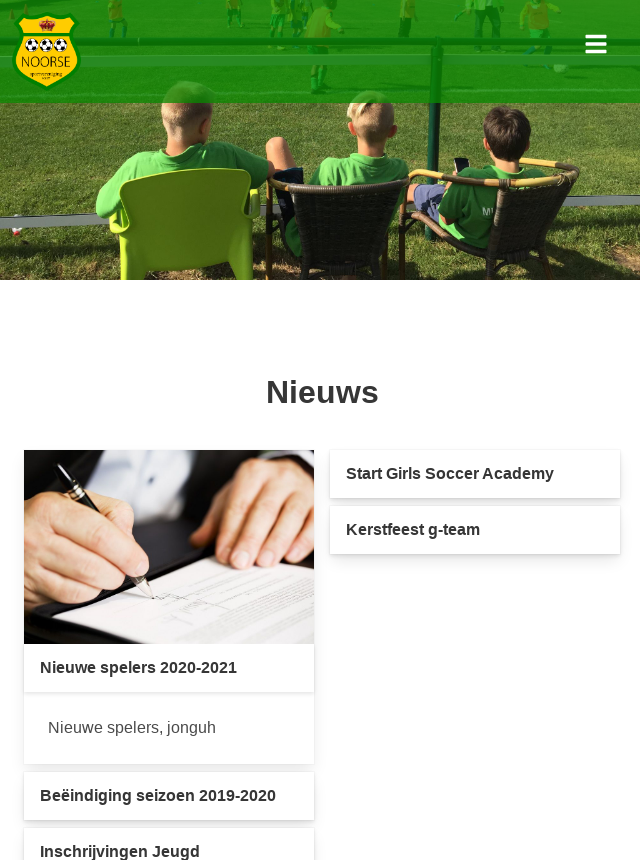 NOORSE
Nieuws
Nieuwe spelers 2020-2021
Nieuwe spelers, jonguh
Beëindiging seizoen 2019-2020
Inschrijvingen Jeugd
Start Girls Soccer Academy
Kerstfeest g-team